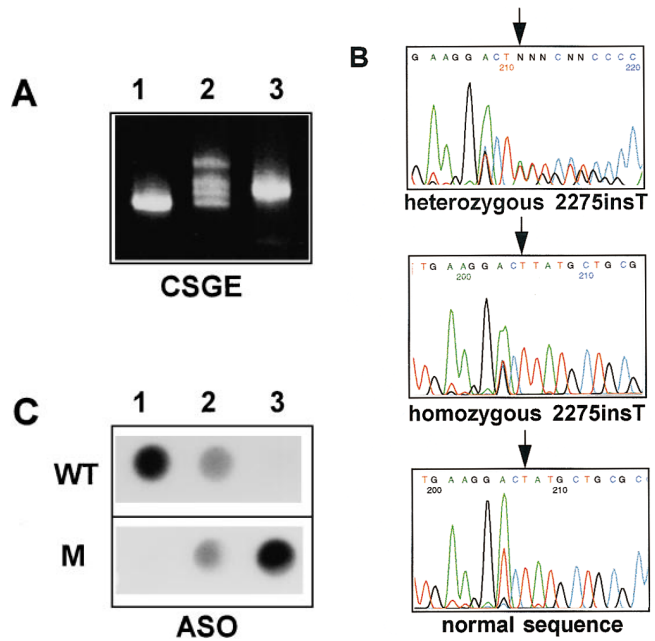 A
1 2 3
CSGE
B
G A A G G A C T N N N C N N C C C C
210 220
heterozygous 2275insT
T G A A G G A C T T A T G C T G C G
200 210
homozygous 2275insT
T G A A G G A C T A T G C T G C G C
200 210
normal sequence
C
1 2 3
WT
M
ASO